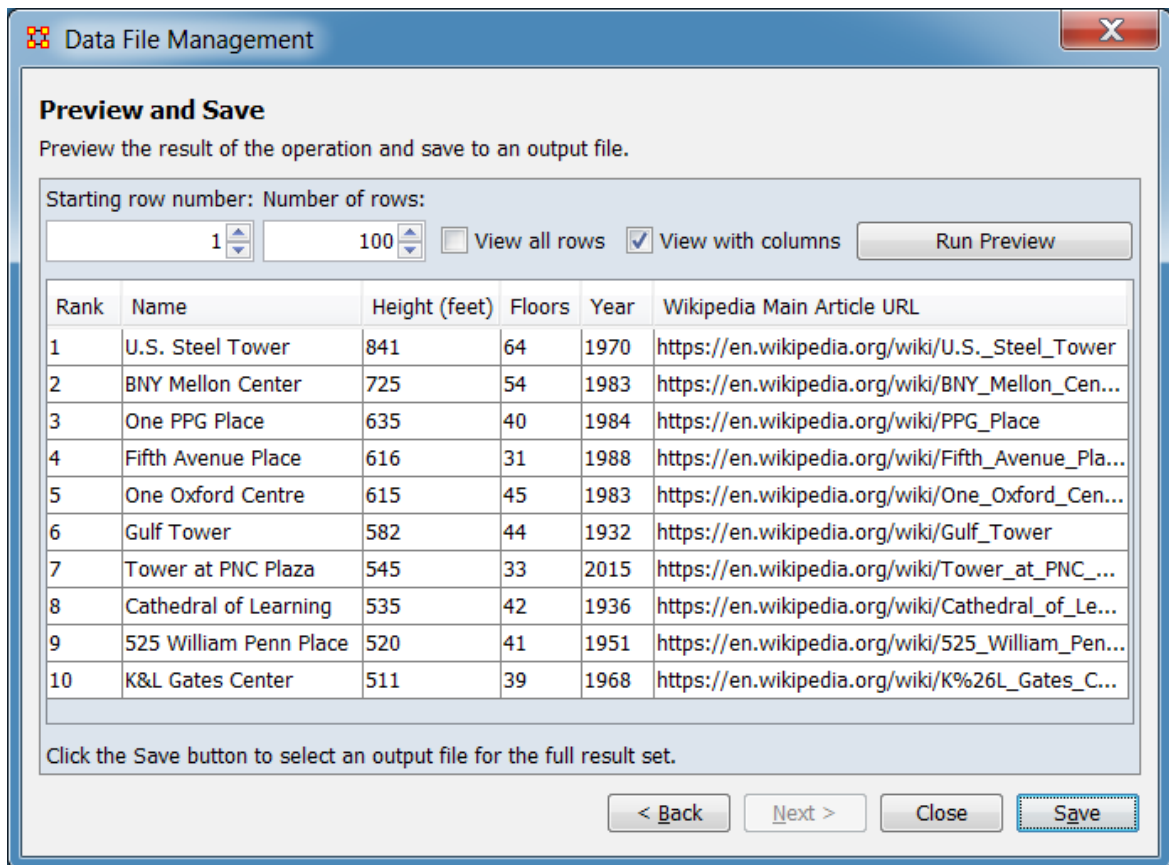 Data File Management
Preview and Save
Preview the result of the operation and save to an output file.
Starting row number: Number of rows:
1 100 View all rows View with columns Run Preview
Rank Name Height (feet) Floors Year Wikipedia Main Article URL
1 U.S. Steel Tower 841 64 1970 https://en.wikipedia.org/wiki/U.S._Steel_Tower
2 BNY Mellon Center 725 54 1983 https://en.wikipedia.org/wiki/BNY_Mellon_Cen...
3 One PPG Place 635 40 1984 https://en.wikipedia.org/wiki/PPG_Place
4 Fifth Avenue Place 616 31 1988 https://en.wikipedia.org/wiki/Fifth_Avenue_Pla...
5 One Oxford Centre 615 45 1983 https://en.wikipedia.org/wiki/One_Oxford_Cen...
6 Gulf Tower 582 44 1932 https://en.wikipedia.org/wiki/Gulf_Tower
7 Tower at PNC Plaza 545 33 2015 https://en.wikipedia.org/wiki/Tower_at_PNC_...
8 Cathedral of Learning 535 42 1936 https://en.wikipedia.org/wiki/Cathedral_of_Le...
9 525 William Penn Place 520 41 1951 https://en.wikipedia.org/wiki/525_William_Pen...
10 K&L Gates Center 511 39 1968 https://en.wikipedia.org/wiki/K%26L_Gates_C...
Click the Save button to select an output file for the full result set.
< Back Next > Close Save